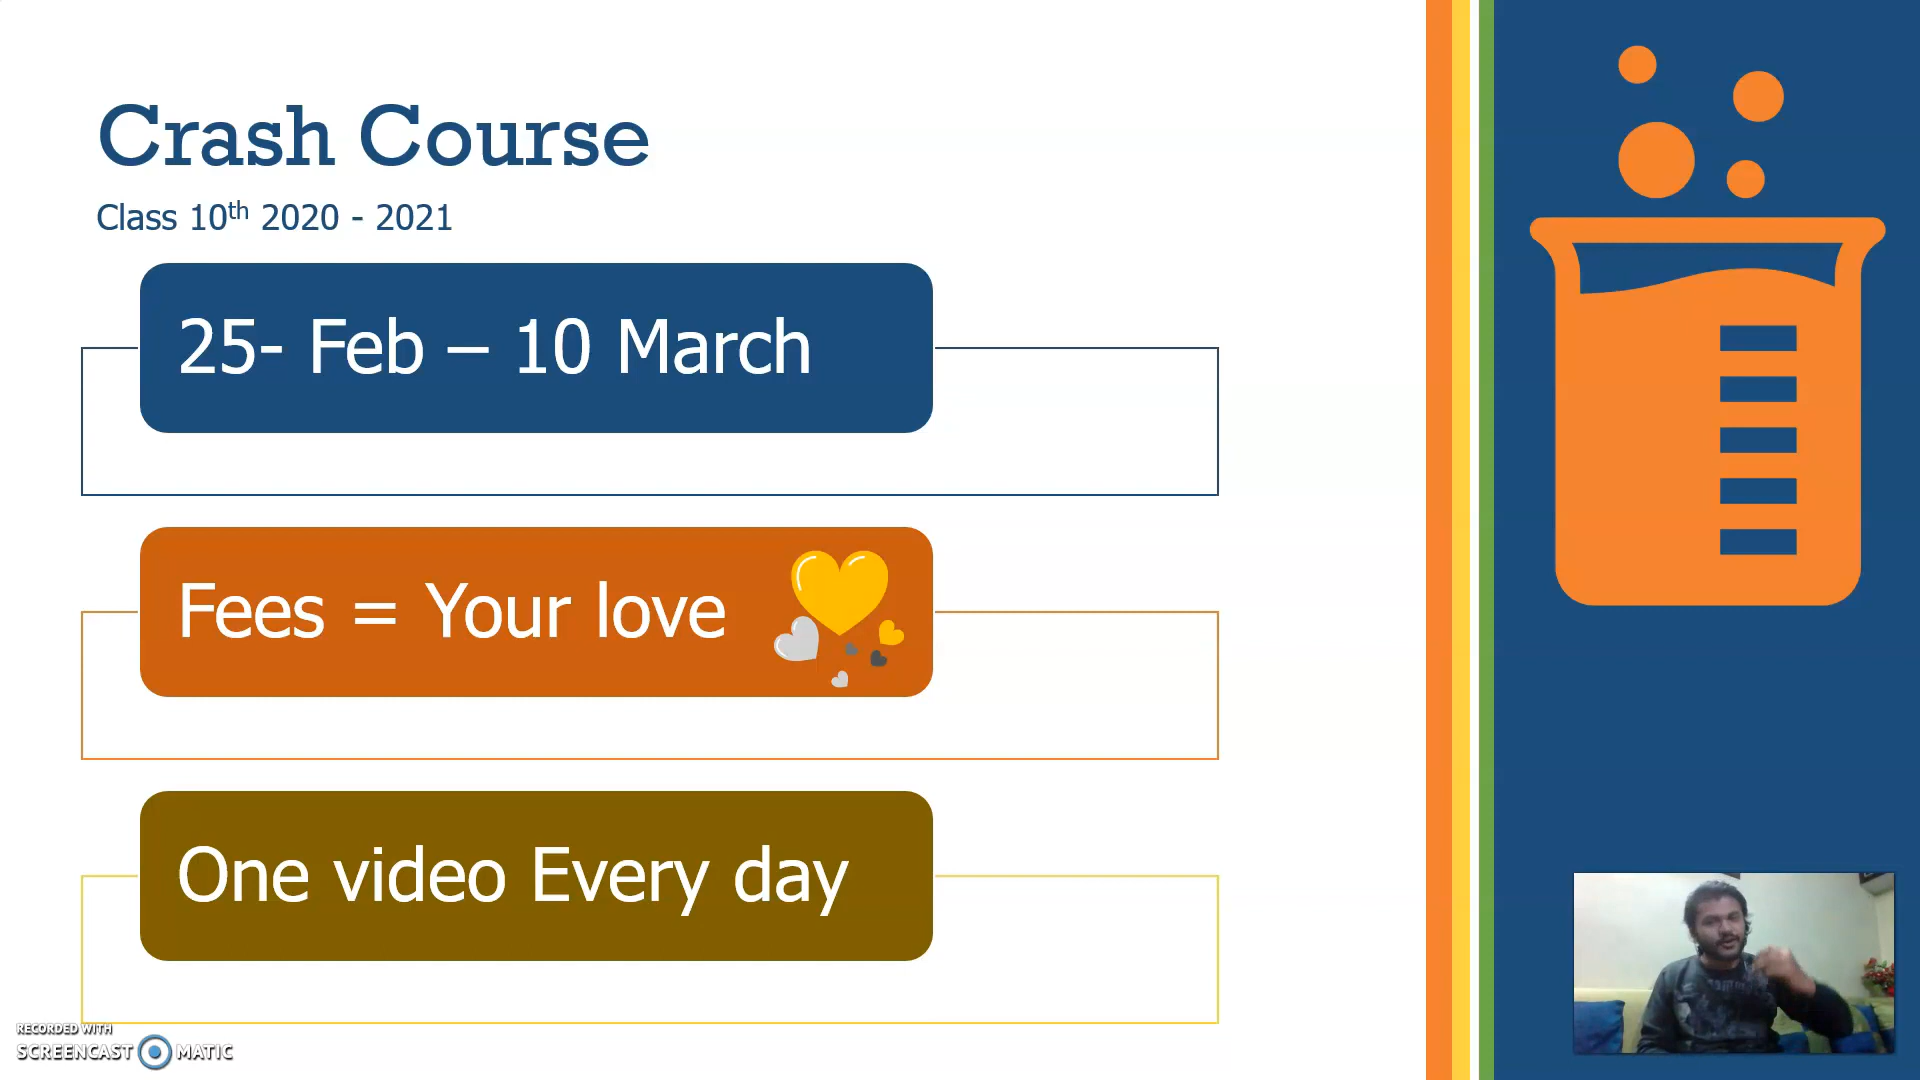 Crash Course
Class 10th 2020 - 2021
25- Feb – 10 March
Fees = Your love
One video Every day
RECORDED WITH
SCREENCAST MATIC